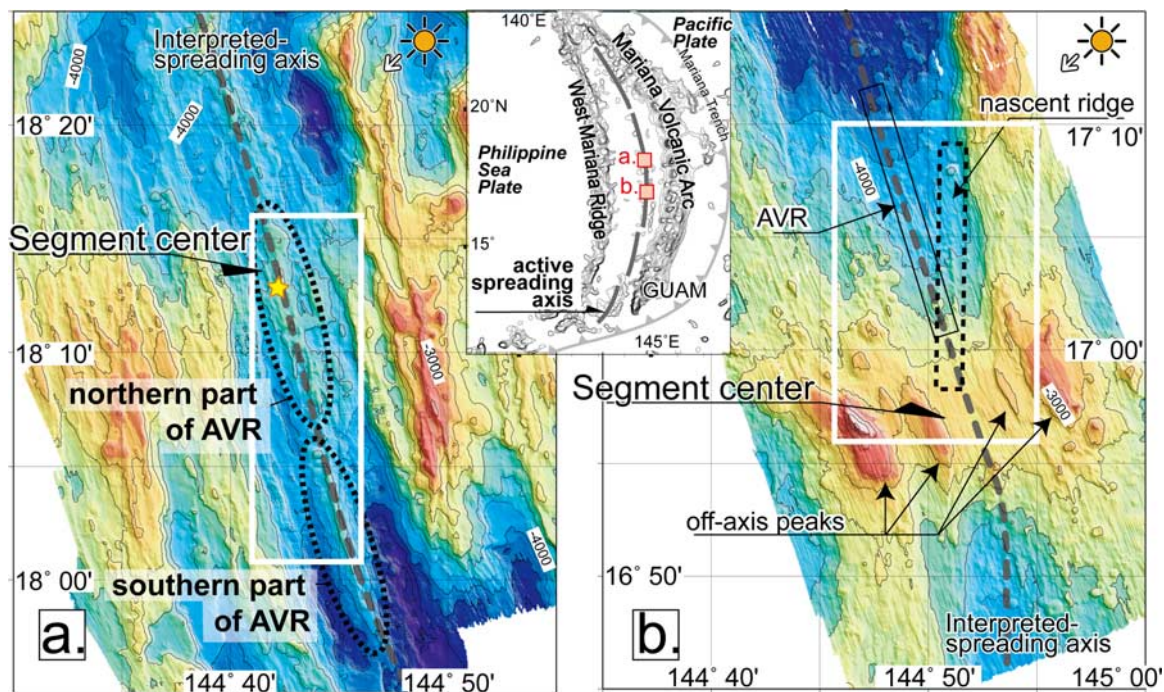 Interpreted-
spreading axis
-4000
-4000
18° 20'
Segment center
15'
18° 10'
northern part
of AVR
-3000
-4000
18° 00'
southern part
of AVR
a.
144° 40'
144° 50'
140°E
Pacific
Plate
Mariana Trench
Mariana Volcanic Arc
West Mariana Ridge
20°N
Philippine
Sea
Plate
a.
b.
15°
active
spreading
axis
GUAM
145°E
nascent ridge
17° 10'
-4000
AVR
17° 00'
Segment center
-3000
off-axis peaks
16° 50'
Interpreted-
spreading axis
b.
144° 40'
144° 50'
145° 00'